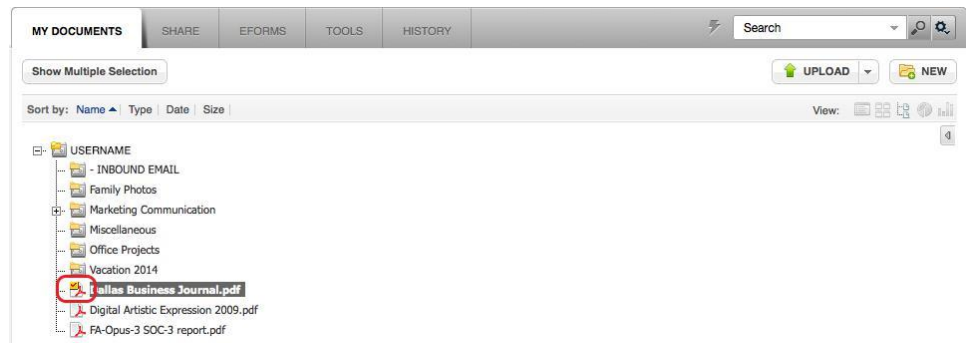 MY DOCUMENTS SHARE EFORMS TOOLS HISTORY Search
Show Multiple Selection UPLOAD NEW
Sort by: Name Type Date Size View:
USERNAME
- INBOUND EMAIL
Family Photos
Marketing Communication
Miscellaneous
Office Projects
Vacation 2014
Dallas Business Journal.pdf
Digital Artistic Expression 2009.pdf
FA-Opus-3 SOC-3 report.pdf